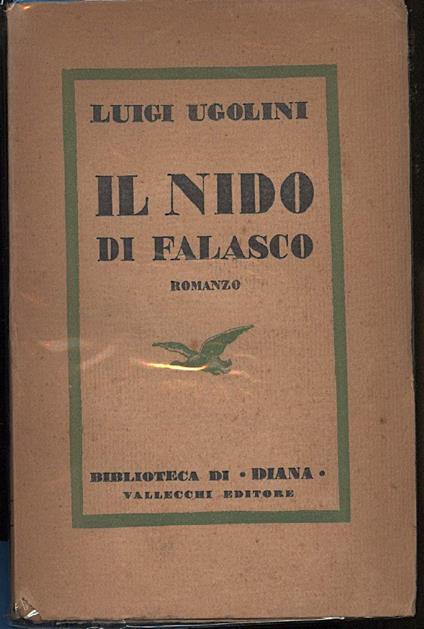 LUIGI UGOLINI
IL NIDO
DI FALASCO
ROMANZO
BIBLIOTECA DI • DIANA •
VALLECCHI EDITORE